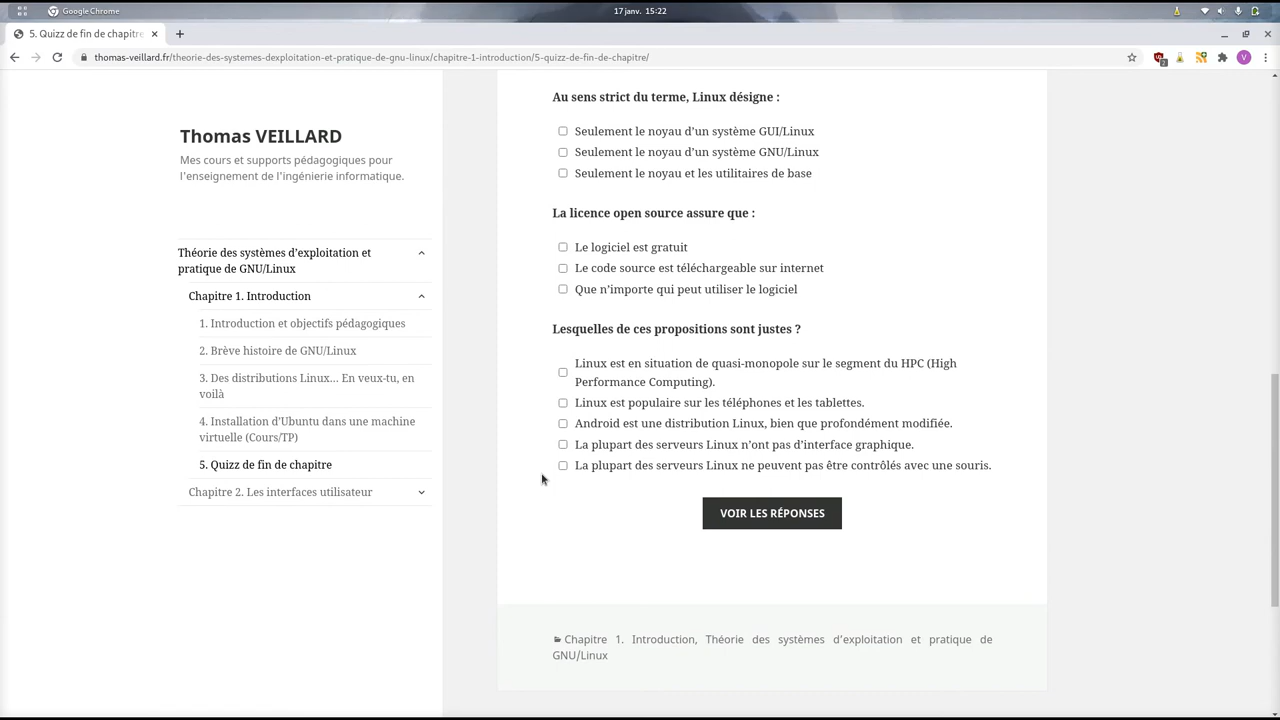 Google Chrome
17 janv. 15:22
5. Quizz de fin de chapitre
thomas-veillard.fr/theorie-des-systemes-dexploitation-et-pratique-de-gnu-linux/chapitre-1-introduction/5-quizz-de-fin-de-chapitre/
2
V
Thomas VEILLARD
Mes cours et supports pédagogiques pour
l'enseignement de l'ingénierie informatique.
Théorie des systèmes d’exploitation et
pratique de GNU/Linux
Chapitre 1. Introduction
1. Introduction et objectifs pédagogiques
2. Brève histoire de GNU/Linux
3. Des distributions Linux… En veux-tu, en
voilà
4. Installation d’Ubuntu dans une machine
virtuelle (Cours/TP)
5. Quizz de fin de chapitre
Chapitre 2. Les interfaces utilisateur
Au sens strict du terme, Linux désigne :
Seulement le noyau d’un système GUI/Linux
Seulement le noyau d’un système GNU/Linux
Seulement le noyau et les utilitaires de base
La licence open source assure que :
Le logiciel est gratuit
Le code source est téléchargeable sur internet
Que n’importe qui peut utiliser le logiciel
Lesquelles de ces propositions sont justes ?
Linux est en situation de quasi-monopole sur le segment du HPC (High
Performance Computing).
Linux est populaire sur les téléphones et les tablettes.
Android est une distribution Linux, bien que profondément modifiée.
La plupart des serveurs Linux n’ont pas d’interface graphique.
La plupart des serveurs Linux ne peuvent pas être contrôlés avec une souris.
VOIR LES RÉPONSES
Chapitre 1. Introduction, Théorie des systèmes d'exploitation et pratique de
GNU/Linux